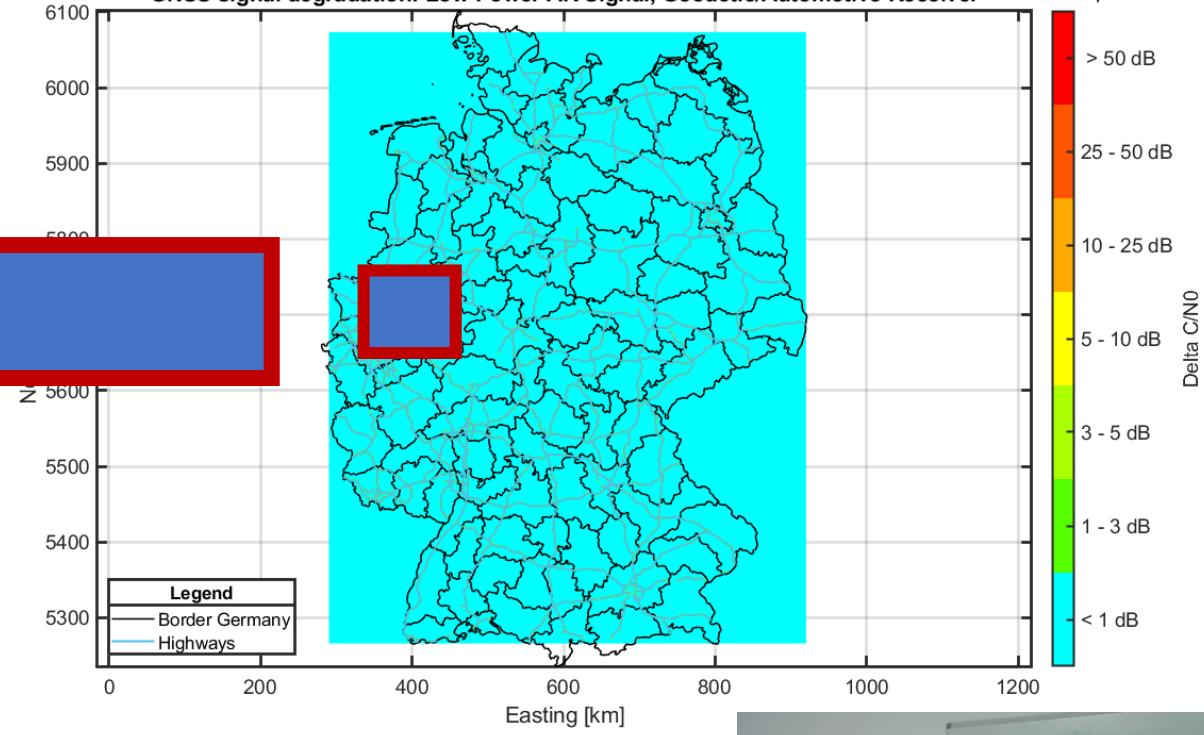 6100
6000
5900
5600
5500
5400
5300
0
200
400
600
800
1000
1200
Easting [km]
Legend
Border Germany
Highways
> 50 dB
25 - 50 dB
10 - 25 dB
5 - 10 dB
3 - 5 dB
1 - 3 dB
< 1 dB
Delta C/N0